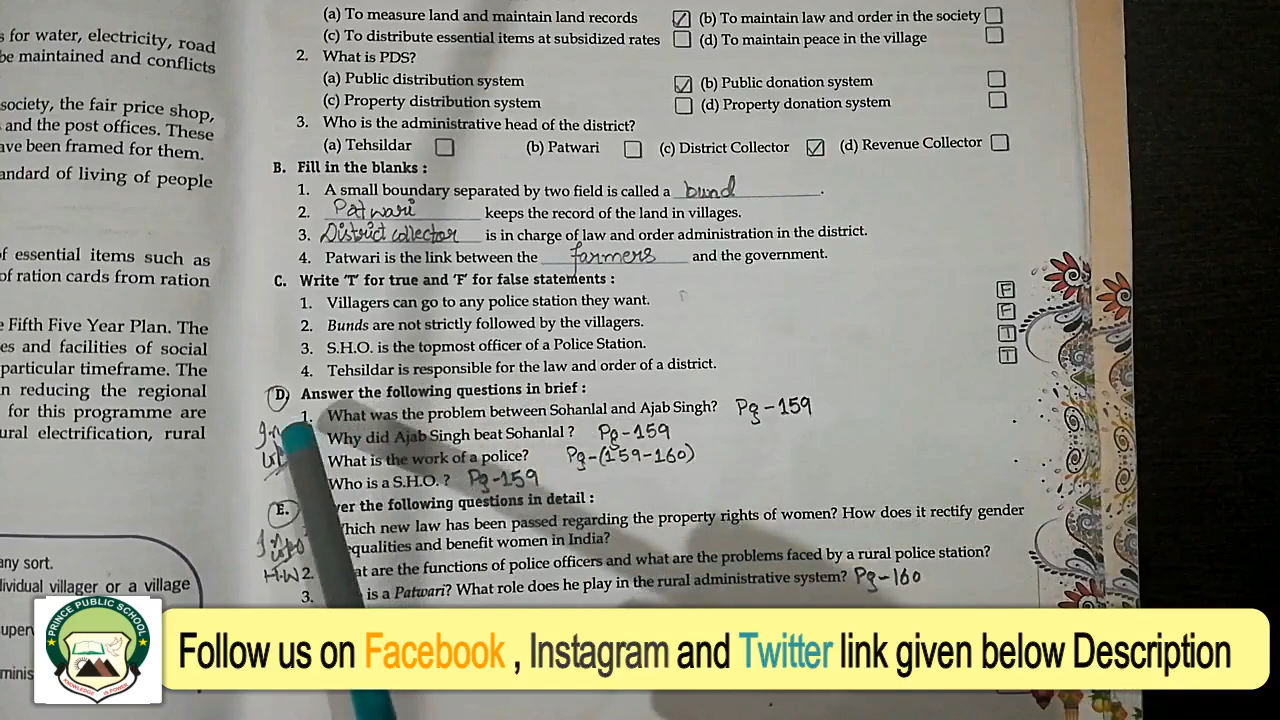 s for water, electricity, road
be maintained and conflicts
society, the fair price shop,
and the post offices. These
ave been framed for them.
andard of living of people
of essential items such as
of ration cards from ration
e Fifth Five Year Plan. The
es and facilities of social
particular timeframe. The
n reducing the regional
for this programme are
ural electrification, rural
any sort.
dividual villager or a village
(a) To measure land and maintain land records (b) To maintain law and order in the society
(c) To distribute essential items at subsidized rates (d) To maintain peace in the village
2. What is PDS?
(a) Public distribution system (b) Public donation system
(c) Property distribution system (d) Property donation system
3. Who is the administrative head of the district?
(a) Tehsildar (b) Patwari (c) District Collector (d) Revenue Collector
B. Fill in the blanks :
1. A small boundary separated by two field is called a bund .
2. Patwari keeps the record of the land in villages.
3. District collector is in charge of law and order administration in the district.
4. Patwari is the link between the farmers and the government.
C. Write 'T' for true and 'F' for false statements :
1. Villagers can go to any police station they want. F
2. Bunds are not strictly followed by the villagers. F
3. S.H.O. is the topmost officer of a Police Station. T
4. Tehsildar is responsible for the law and order of a district. T
D. Answer the following questions in brief :
1. What was the problem between Sohanlal and Ajab Singh? Pg-159
Why did Ajab Singh beat Sohanlal ? Pg-159
What is the work of a police? Pg-(159-160)
Who is a S.H.O. ? Pg-159
E. er the following questions in detail :
hich new law has been passed regarding the property rights of women? How does it rectify gender
equalities and benefit women in India?
H.W 2. at are the functions of police officers and what are the problems faced by a rural police station?
3. is a Patwari? What role does he play in the rural administrative system? Pg-160
PRINCE PUBLIC SCHOOL
KNOWLEDGE IS POWER
Follow us on Facebook , Instagram and Twitter link given below Description